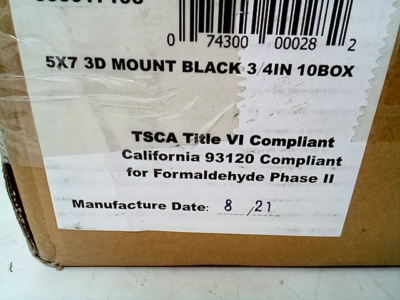 0 74300 00028 2
5X7 3D MOUNT BLACK 3/4IN 10BOX
TSCA Title VI Compliant
California 93120 Compliant
for Formaldehyde Phase II
Manufacture Date: 8 /21